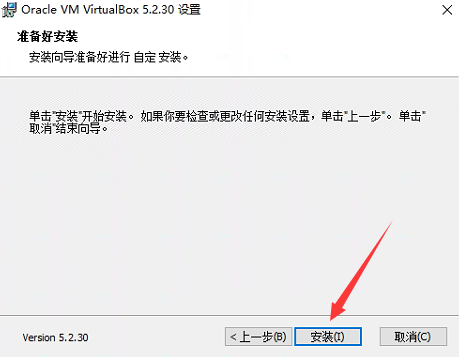 Oracle VM VirtualBox 5.2.30 设置
准备好安装
安装向导准备好进行 自定 安装。
单击"安装"开始安装。 如果你要检查或更改任何安装设置，单击"上一步"。 单击"
取消"结束向导。
Version 5.2.30
< 上一步(B)
安装(I)
取消(C)